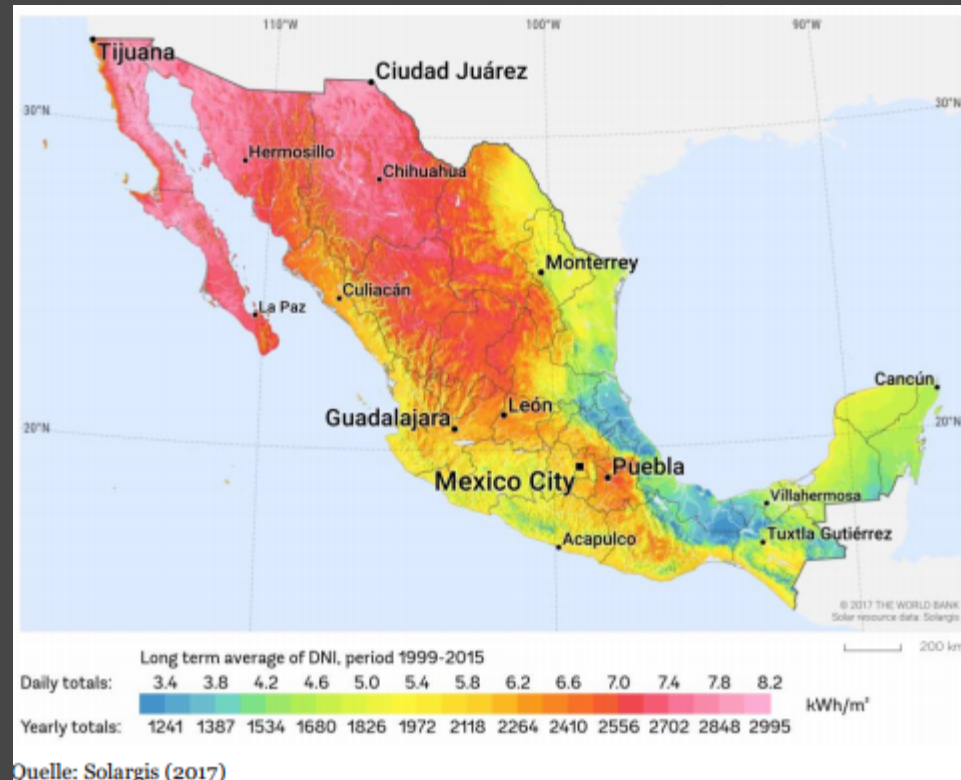 110°W 100°W 90°W
Tijuana
Ciudad Juárez
30°N 30°N
Hermosillo
Chihuahua
Monterrey
Culiacán
La Paz
Cancún
León
Guadalajara
20°N 20°N
Puebla
Mexico City
Villahermosa
Tuxtla Gutiérrez
Acapulco
© 2017 THE WORLD BANK
Solar resource data: Solargis
200 km
Long term average of DNI, period 1999-2015
Daily totals: 3.4 3.8 4.2 4.6 5.0 5.4 5.8 6.2 6.6 7.0 7.4 7.8 8.2
kWh/m²
Yearly totals: 1241 1387 1534 1680 1826 1972 2118 2264 2410 2556 2702 2848 2995
Quelle: Solargis (2017)